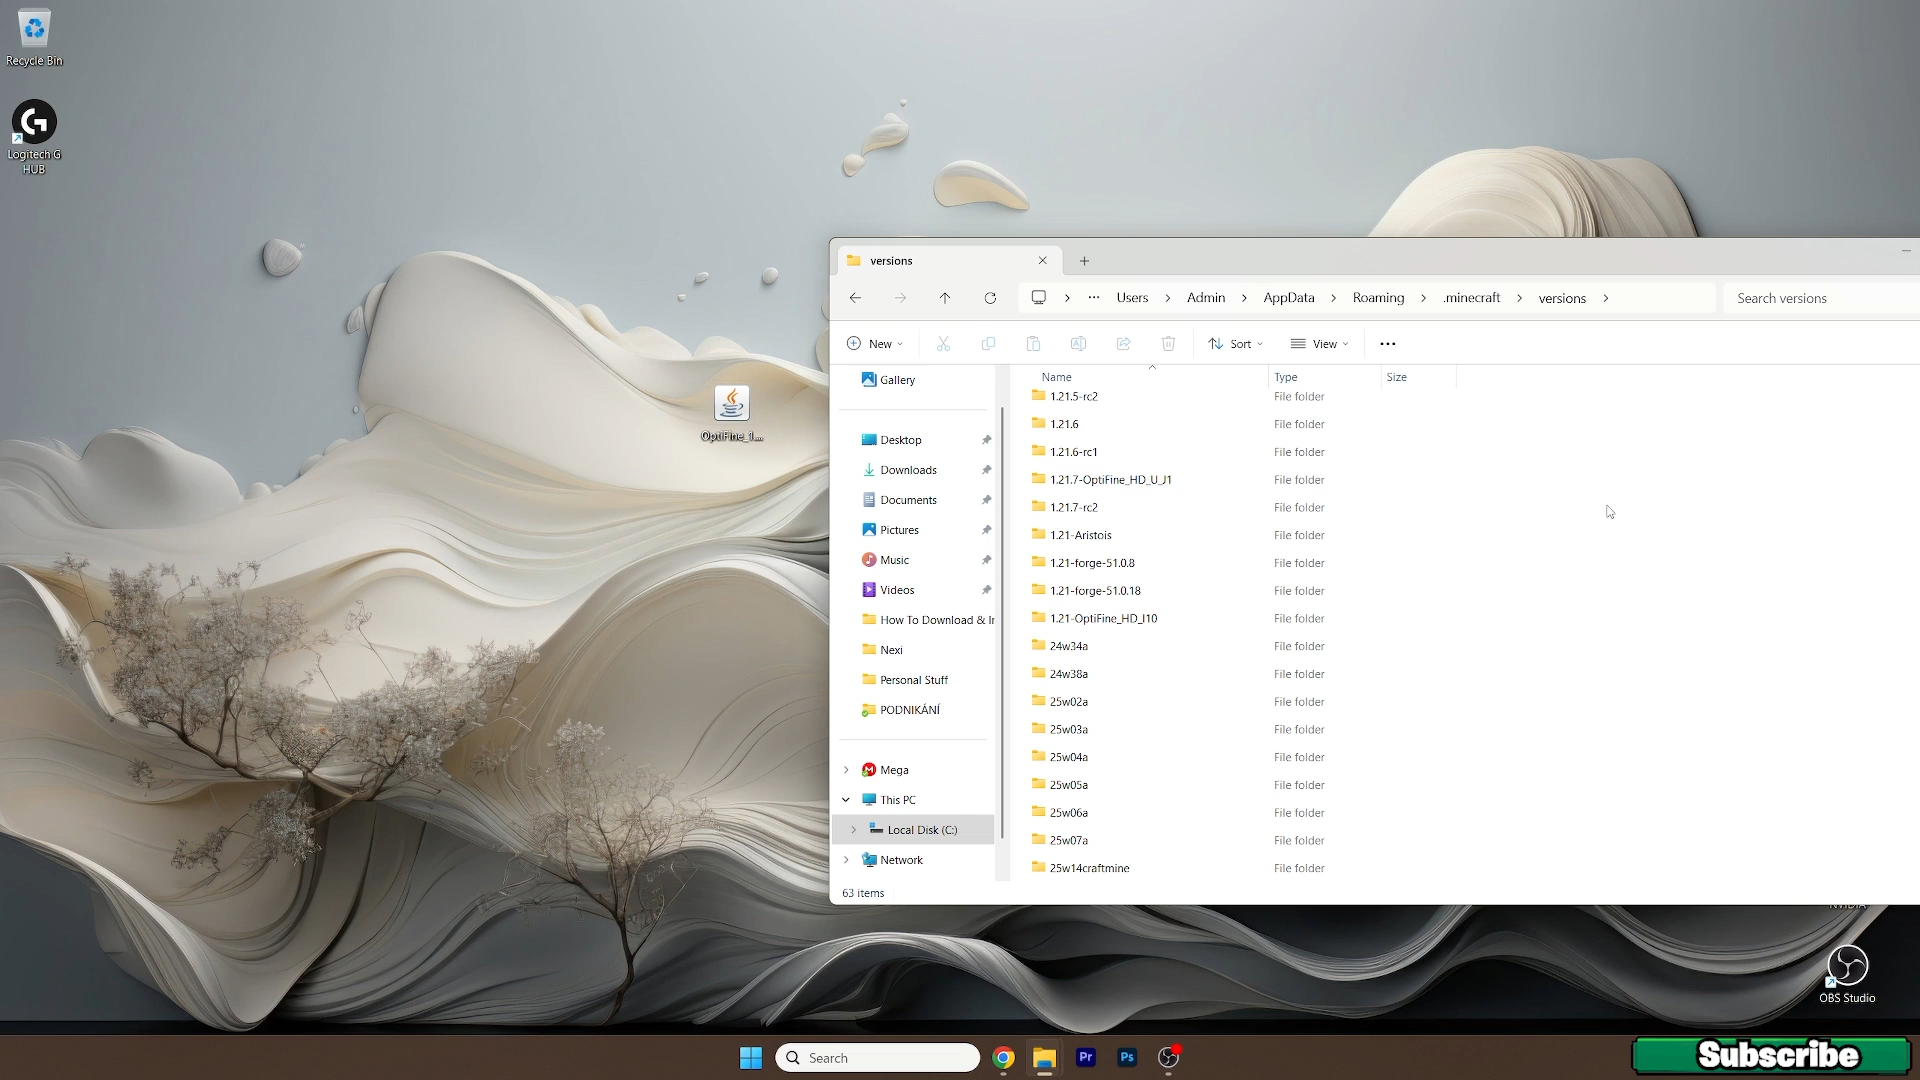 Recycle Bin
Logitech G
HUB
OptiFine_1....
versions
Users
Admin
AppData
Roaming
.minecraft
versions
Search versions
New
Sort
View
Name
Type
Size
Gallery
Desktop
Downloads
Documents
Pictures
Music
Videos
How To Download & Ir
Nexi
Personal Stuff
PODNIKÁNÍ
Mega
This PC
Local Disk (C:)
Network
1.21.5-rc2 File folder
1.21.6 File folder
1.21.6-rc1 File folder
1.21.7-OptiFine_HD_U_J1 File folder
1.21.7-rc2 File folder
1.21-Aristois File folder
1.21-forge-51.0.8 File folder
1.21-forge-51.0.18 File folder
1.21-OptiFine_HD_I10 File folder
24w34a File folder
24w38a File folder
25w02a File folder
25w03a File folder
25w04a File folder
25w05a File folder
25w06a File folder
25w07a File folder
25w14craftmine File folder
63 items
OBS Studio
Search
Pr
Ps
Subscribe